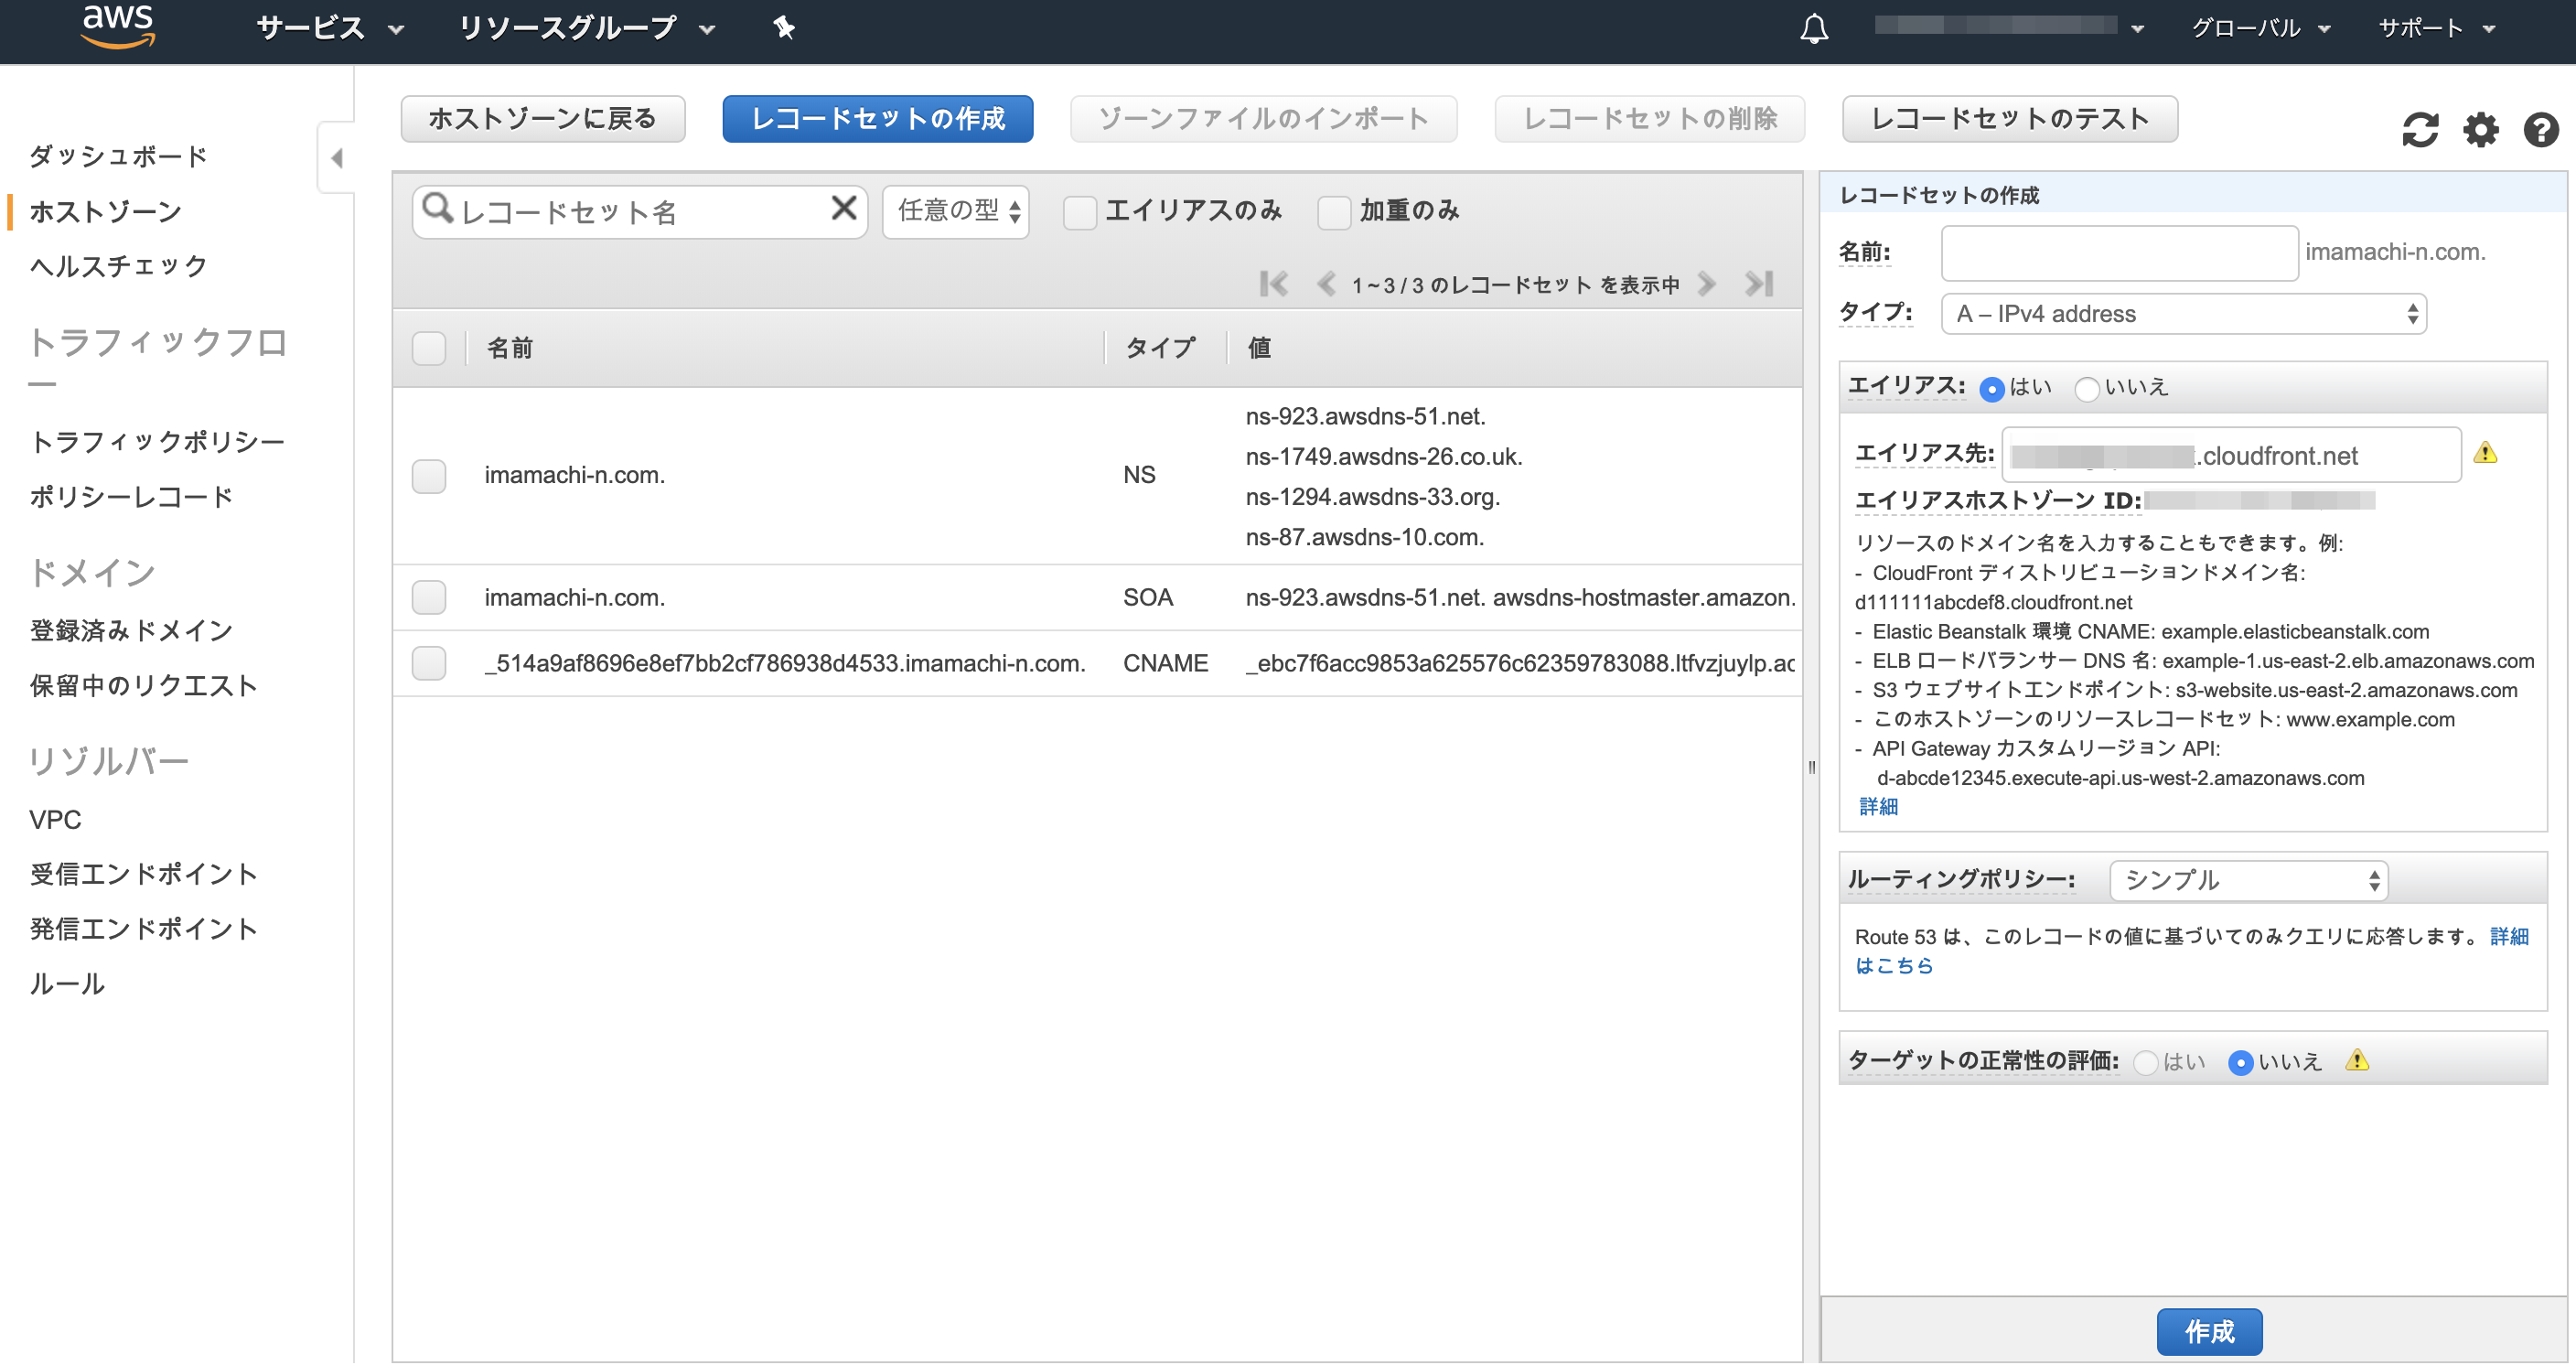 aws
サービス
リソースグループ
グローバル
サポート
ダッシュボード
ホストゾーン
ヘルスチェック
トラフィックフロ
ー
トラフィックポリシー
ポリシーレコード
ドメイン
登録済みドメイン
保留中のリクエスト
リゾルバー
VPC
受信エンドポイント
発信エンドポイント
ルール
ホストゾーンに戻る
レコードセットの作成
ゾーンファイルのインポート
レコードセットの削除
レコードセットのテスト
レコードセット名
任意の型
エイリアスのみ
加重のみ
1 ~ 3 / 3 のレコードセット を表示中
名前 タイプ 値
imamachi-n.com. NS
ns-923.awsdns-51.net.
ns-1749.awsdns-26.co.uk.
ns-1294.awsdns-33.org.
ns-87.awsdns-10.com.
imamachi-n.com. SOA ns-923.awsdns-51.net. awsdns-hostmaster.amazon.
_514a9af8696e8ef7bb2cf786938d4533.imamachi-n.com. CNAME _ebc7f6acc9853a625576c62359783088.ltfvzjuylp.ac
レコードセットの作成
名前: imamachi-n.com.
タイプ: A – IPv4 address
エイリアス: はい いいえ
エイリアス先: .cloudfront.net
エイリアスホストゾーン ID:
リソースのドメイン名を入力することもできます。例:
- CloudFront ディストリビューションドメイン名:
d111111abcdef8.cloudfront.net
- Elastic Beanstalk 環境 CNAME: example.elasticbeanstalk.com
- ELB ロードバランサー DNS 名: example-1.us-east-2.elb.amazonaws.com
- S3 ウェブサイトエンドポイント: s3-website.us-east-2.amazonaws.com
- このホストゾーンのリソースレコードセット: www.example.com
- API Gateway カスタムリージョン API:
d-abcde12345.execute-api.us-west-2.amazonaws.com
詳細
ルーティングポリシー: シンプル
Route 53 は、このレコードの値に基づいてのみクエリに応答します。 詳細
はこちら
ターゲットの正常性の評価: はい いいえ
作成